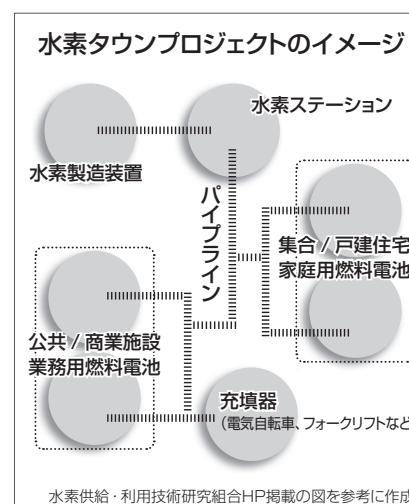 水素タウンプロジェクトのイメージ
水素ステーション
水素製造装置
パイプライン
集合/戸建住宅
家庭用燃料電池
公共/商業施設
業務用燃料電池
充填器
(電気自転車、フォークリフトなど
水素供給・利用技術研究組合HP掲載の図を参考に作成